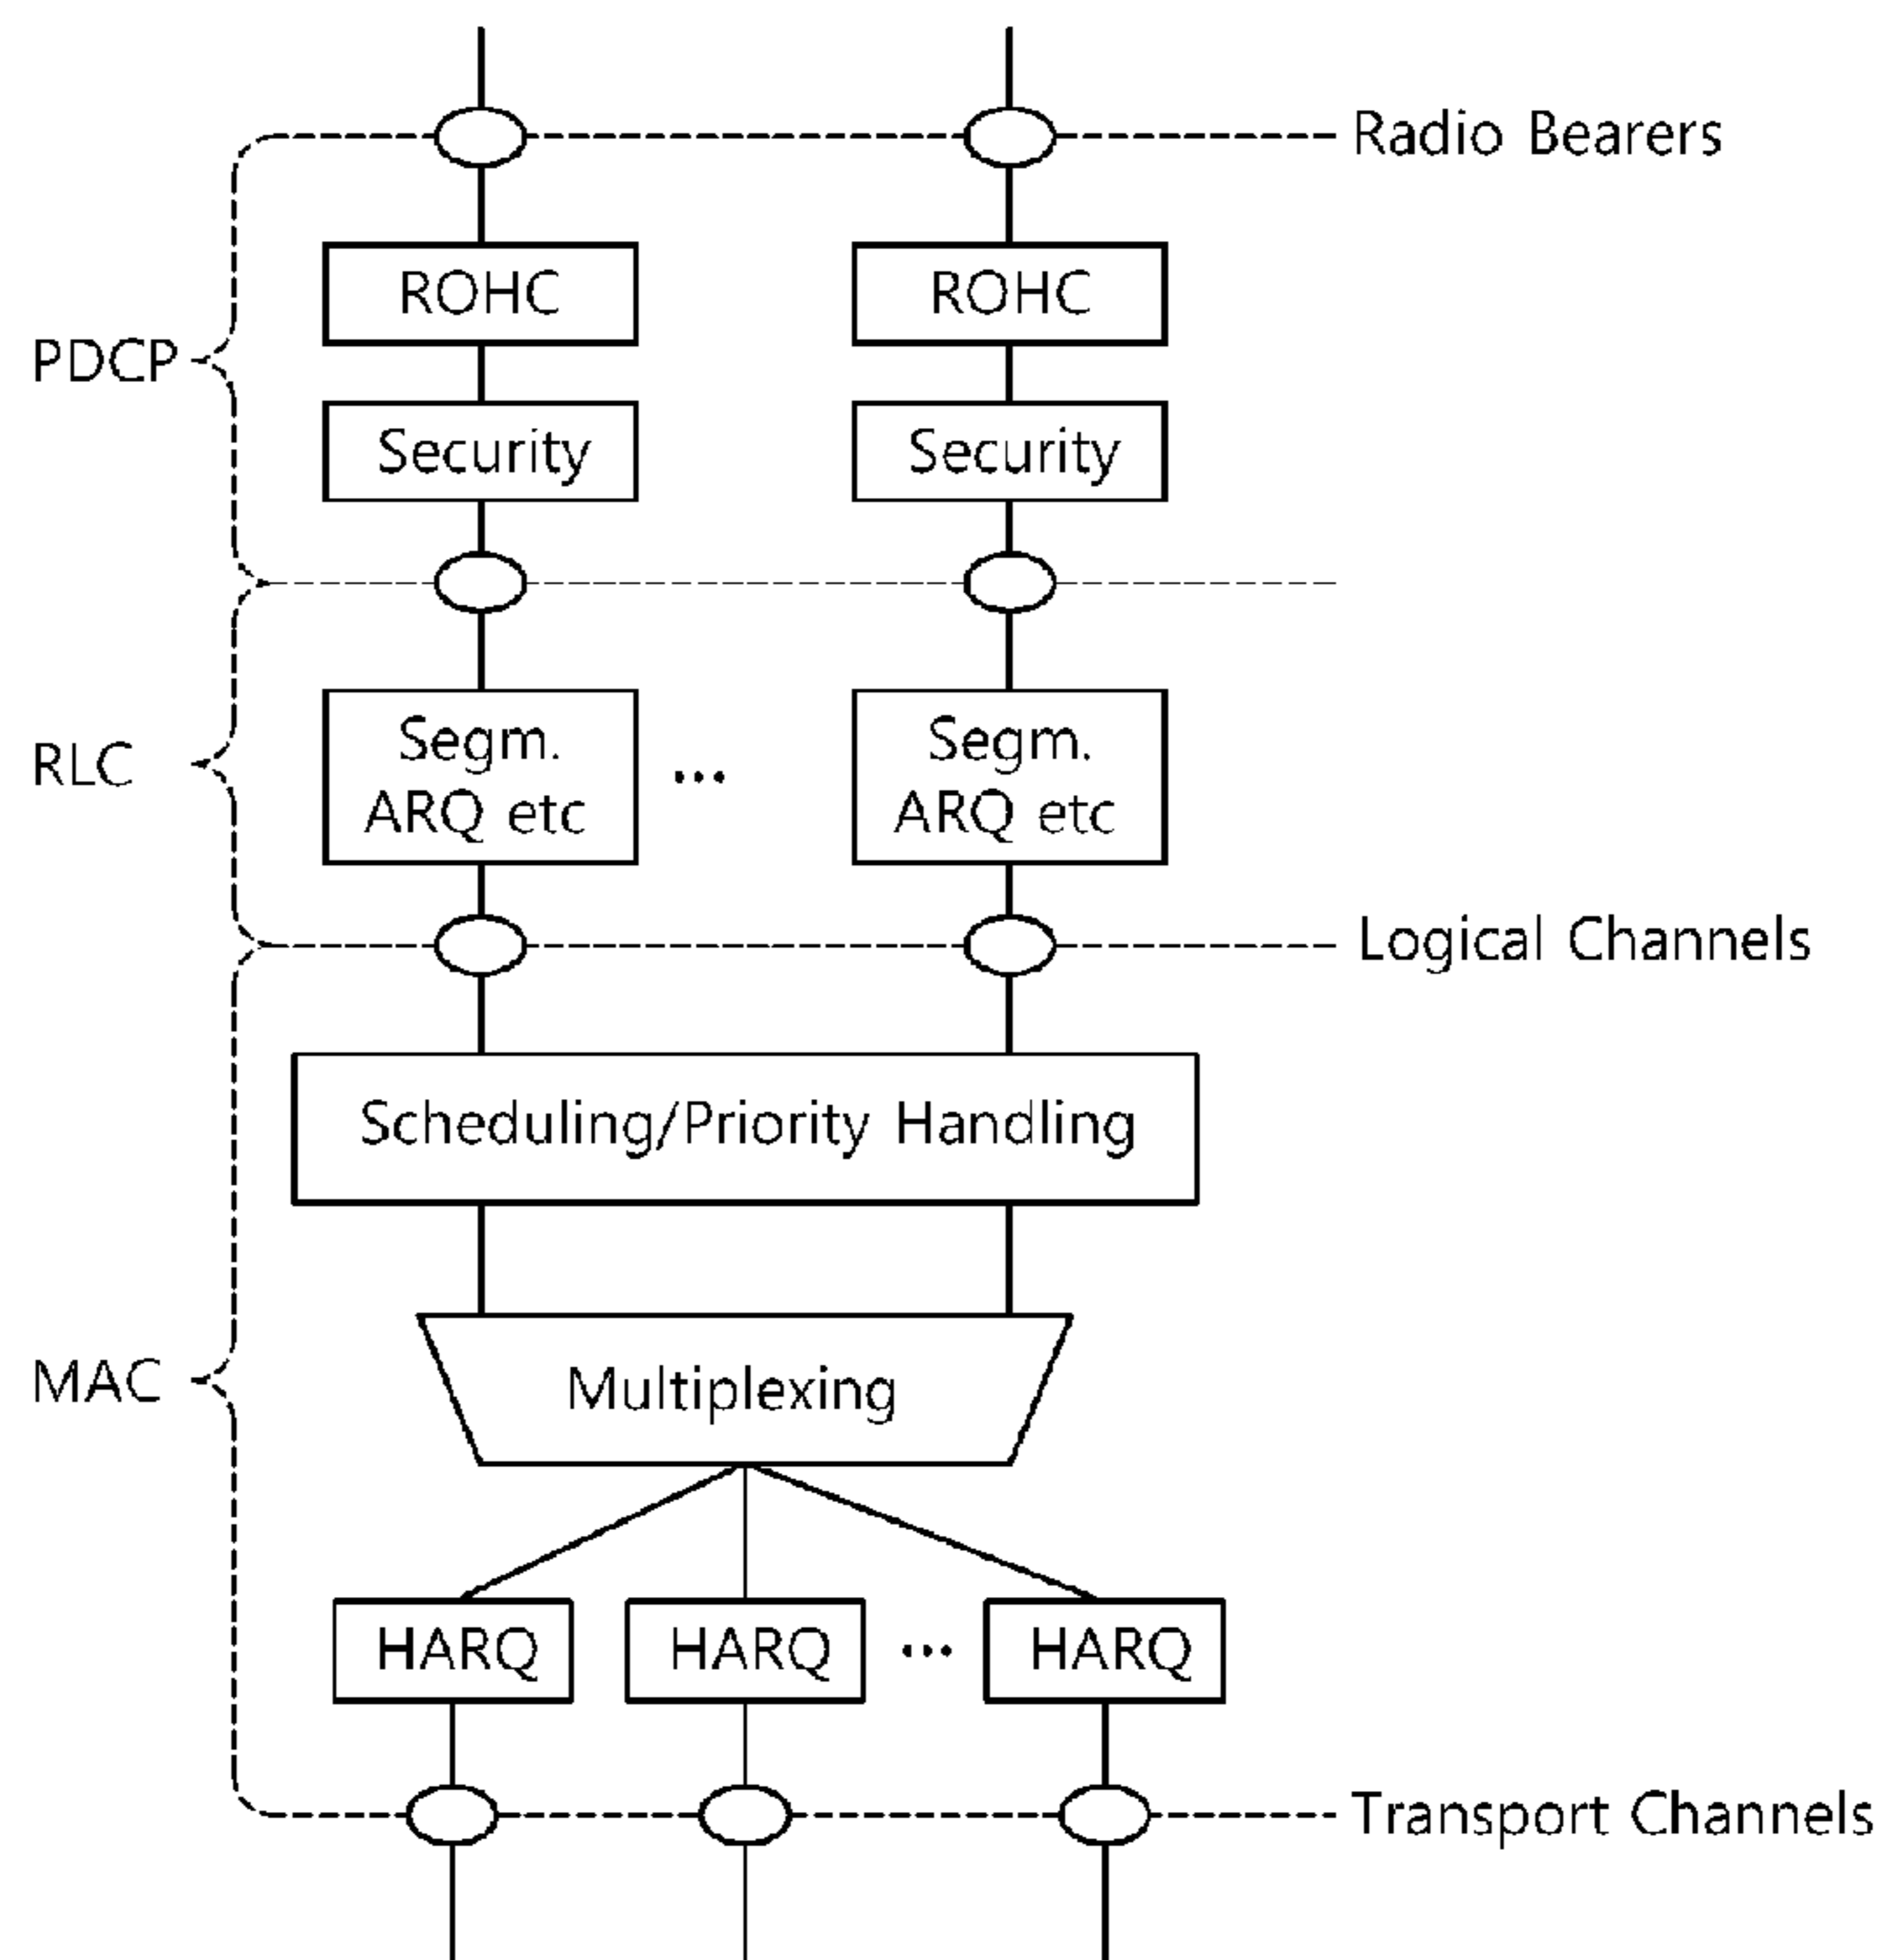 Radio Bearers
ROHC
ROHC
PDCP
Security
Security
Segm.
ARQ etc
...
Segm.
ARQ etc
RLC
Logical Channels
Scheduling/Priority Handling
MAC
Multiplexing
HARQ
HARQ
...
HARQ
Transport Channels